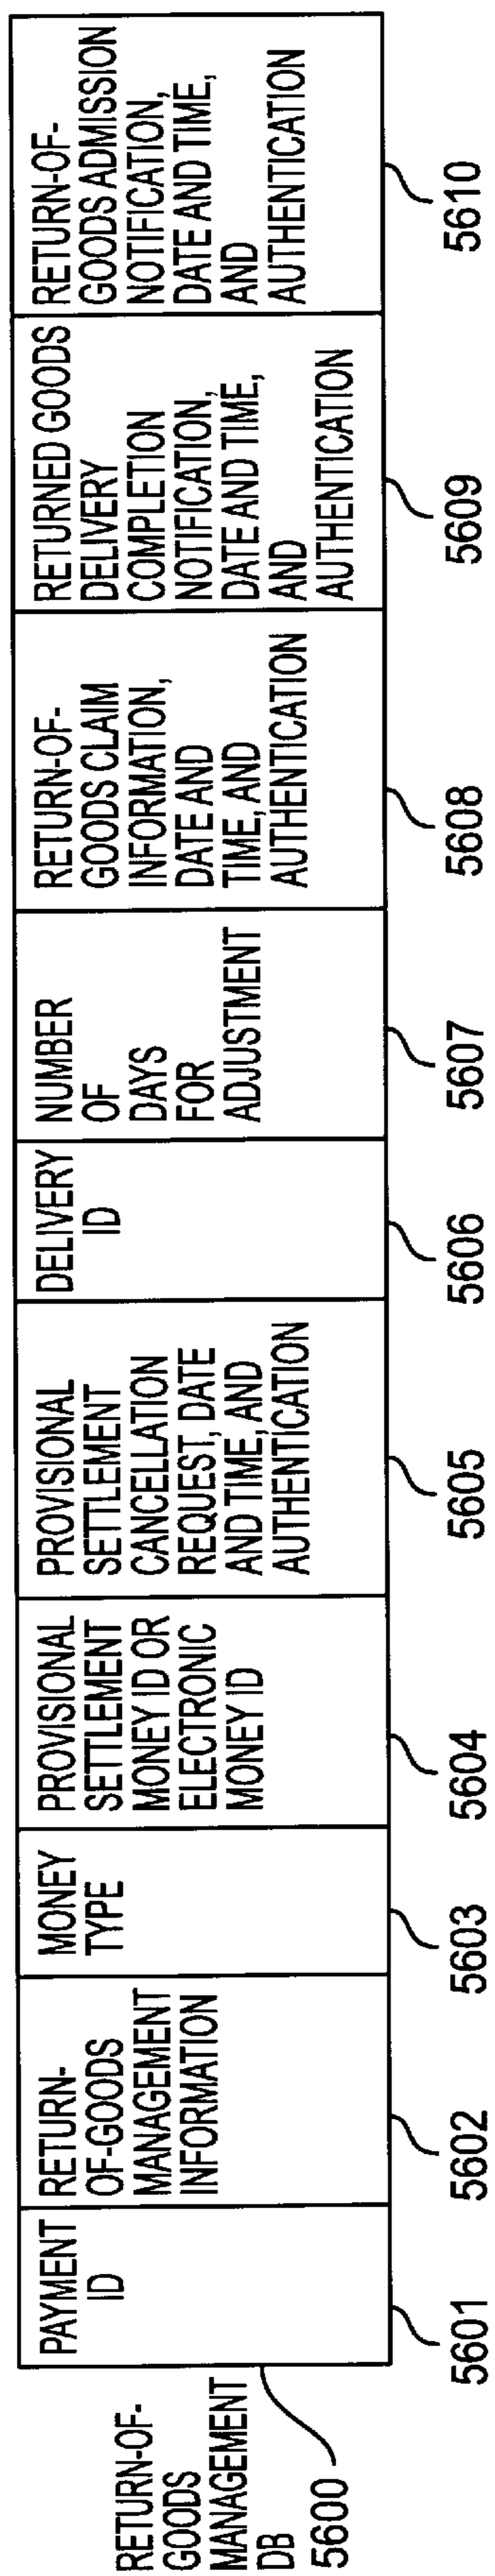 RETURN-OF-
GOODS
MANAGEMENT
DB
5600
PAYMENT
ID
5601
RETURN-
OF-GOODS
MANAGEMENT
INFORMATION
5602
MONEY
TYPE
5603
PROVISIONAL
SETTLEMENT
MONEY ID OR
ELECTRONIC
MONEY ID
5604
PROVISIONAL
SETTLEMENT
CANCELLATION
REQUEST, DATE
AND TIME, AND
AUTHENTICATION
5605
DELIVERY
ID
5606
NUMBER
OF
DAYS
FOR
ADJUSTMENT
5607
RETURN-OF-
GOODS CLAIM
INFORMATION,
DATE AND
TIME, AND
AUTHENTICATION
5608
RETURNED GOODS
DELIVERY
COMPLETION
NOTIFICATION,
DATE AND TIME,
AND
AUTHENTICATION
5609
RETURN-OF-
GOODS ADMISSION
NOTIFICATION,
DATE AND TIME,
AND
AUTHENTICATION
5610